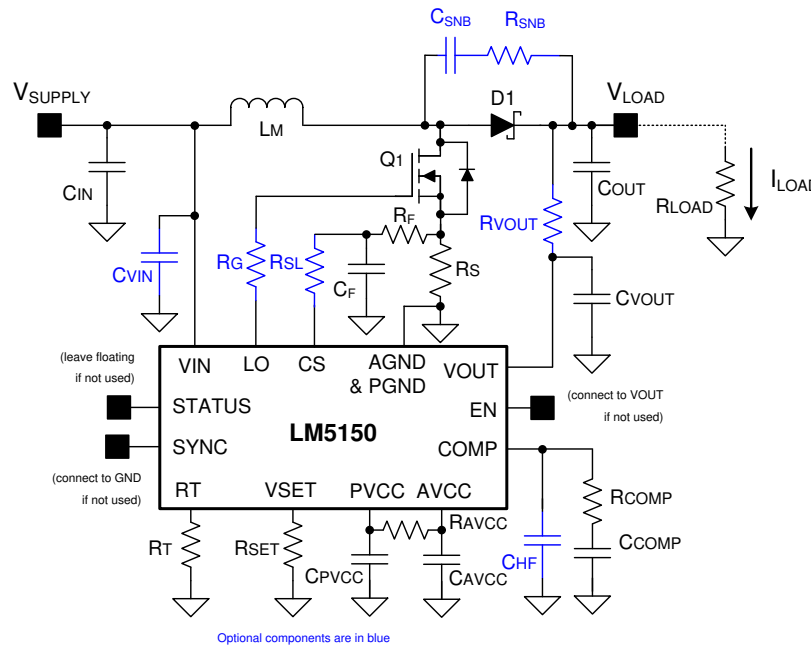 CSNB
RSNB
VSUPPLY
LM
D1
VLOAD
CIN
Q1
COUT
RLOAD
ILOAD
RVOUT
CVIN
RG
RSL
RF
CF
RS
CVOUT
VIN
LO
CS
AGND
& PGND
VOUT
(leave floating
if not used)
STATUS
EN
(connect to VOUT
if not used)
LM5150
SYNC
COMP
(connect to GND
if not used)
RT
VSET
PVCC
AVCC
RT
RSET
RAVCC
CPVCC
CAVCC
CHF
RCOMP
CCOMP
Optional components are in blue